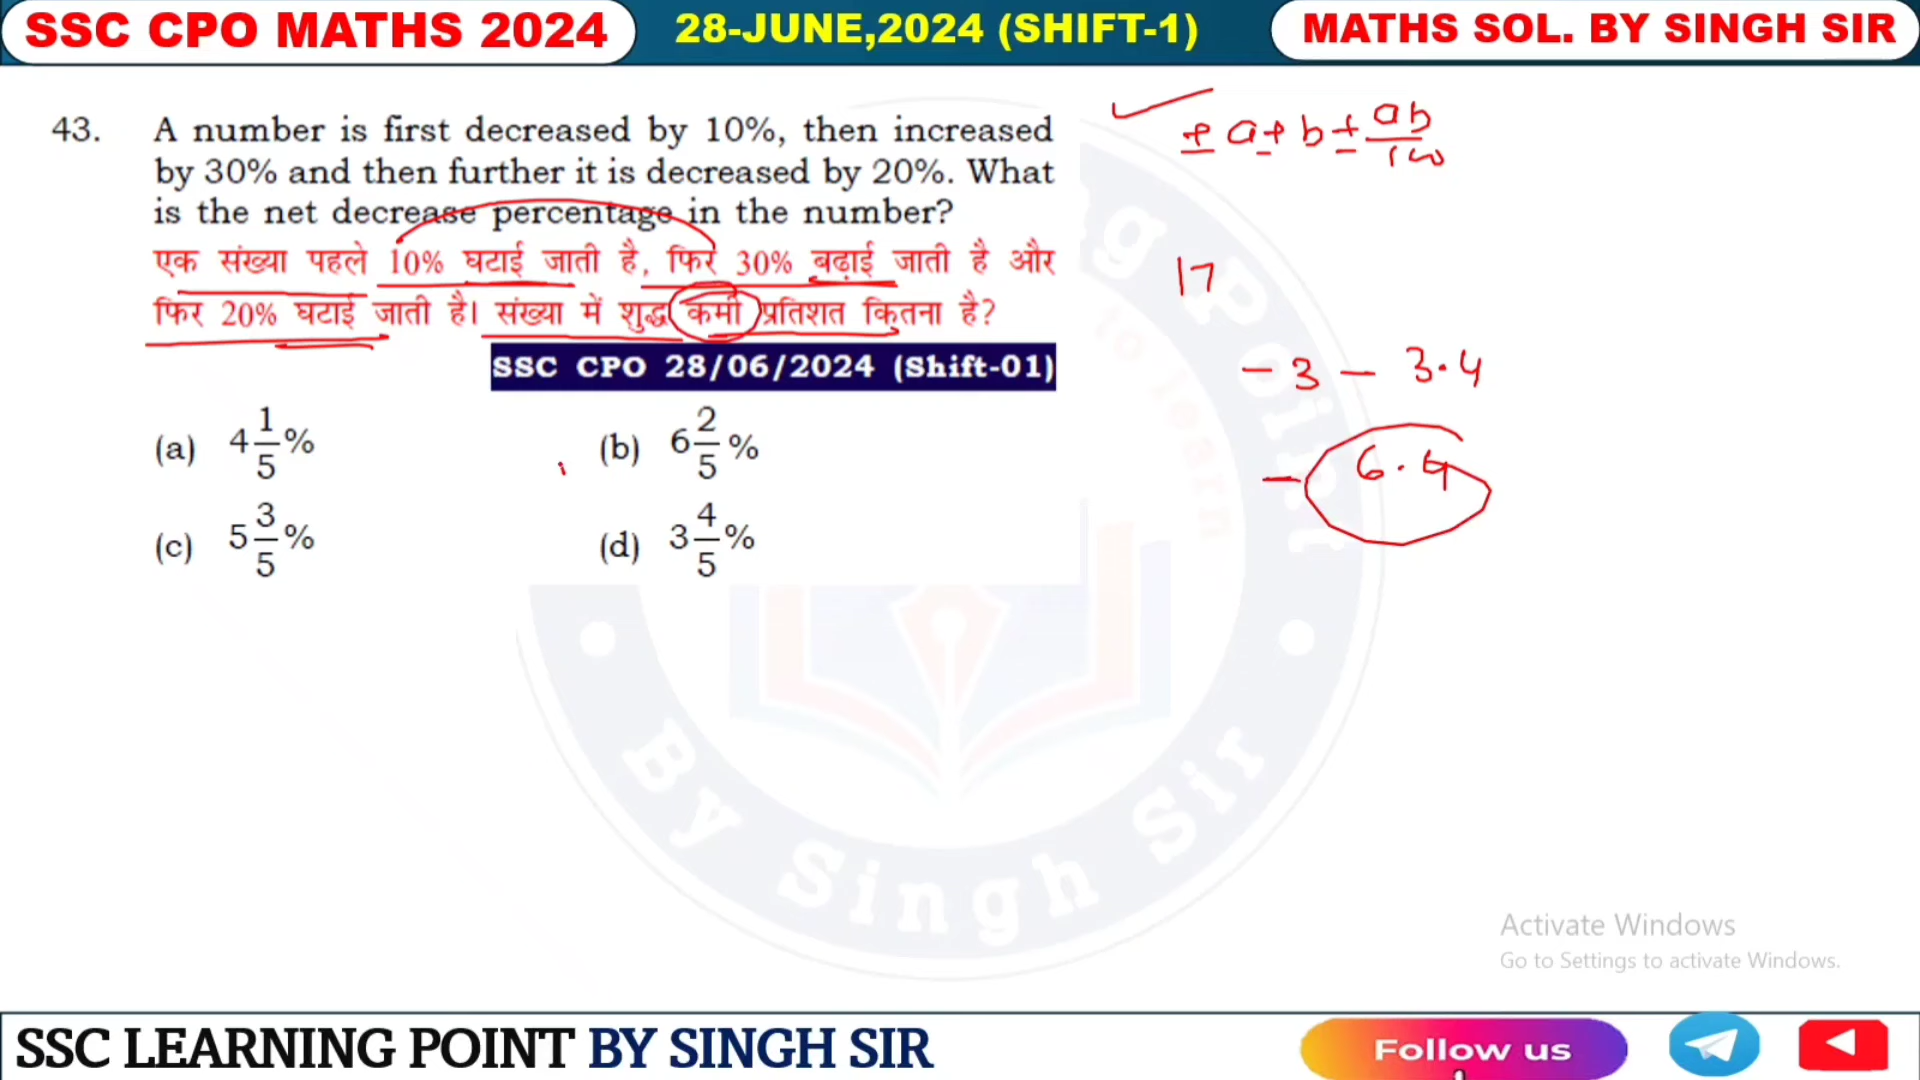 SSC CPO MATHS 2024
28-JUNE,2024 (SHIFT-1)
MATHS SOL. BY SINGH SIR
43. A number is first decreased by 10%, then increased
by 30% and then further it is decreased by 20%. What
is the net decrease percentage in the number?
एक संख्या पहले 10% घटाई जाती है, फिर 30% बढ़ाई जाती है और
फिर 20% घटाई जाती है। संख्या में शुद्ध कमी प्रतिशत कितना है?
SSC CPO 28/06/2024 (Shift-01)
(a) 4 1/5 %
(b) 6 2/5 %
(c) 5 3/5 %
(d) 3 4/5 %
± a ± b ± ab/100
17
- 3 - 3.4
- 6.4
By Singh Sir
Activate Windows
Go to Settings to activate Windows.
SSC LEARNING POINT BY SINGH SIR
Follow us